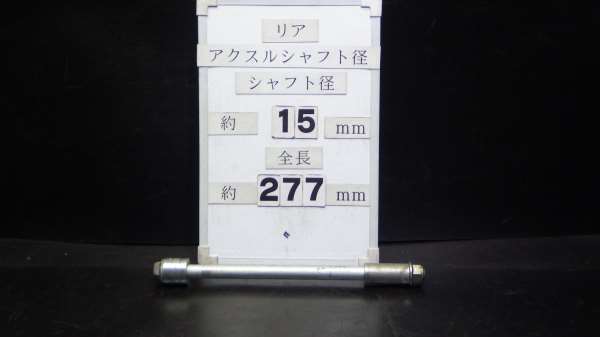 リア
アクスルシャフト径
シャフト径
約 15 mm
全長
約 277 mm